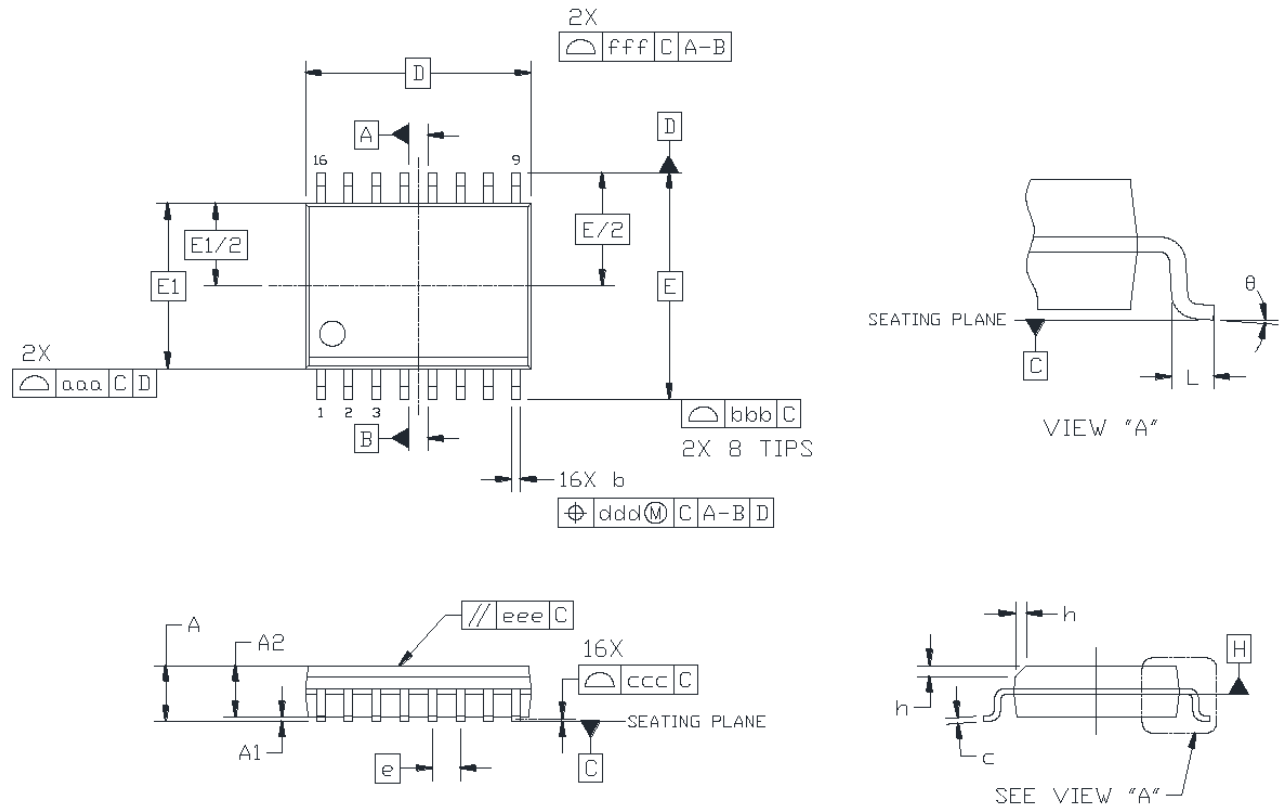 2X
⌓ fff C A-B
D
A
D
16
9
E1/2
E/2
E1
E
2X
⌓ aaa C D
1 2 3
B
⌓ bbb C
2X 8 TIPS
16X b
⌖ ddd Ⓜ C A-B D
θ
SEATING PLANE
C
L
VIEW "A"
// eee C
A
A2
16X
⌓ ccc C
SEATING PLANE
A1
e
C
h
H
h
c
SEE VIEW "A"